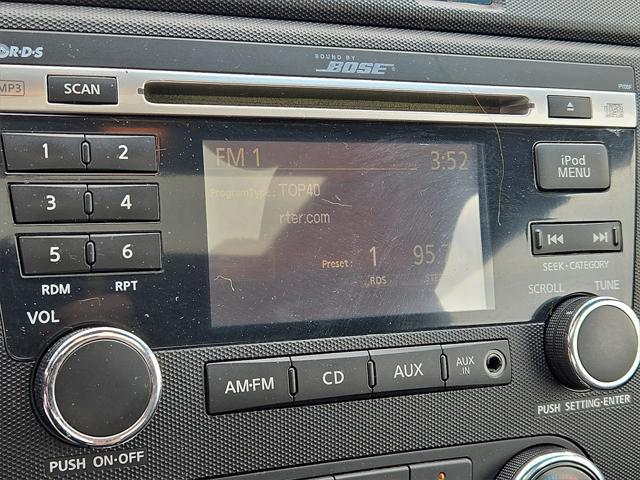 R·D·S
SOUND BY
BOSE
MP3
SCAN
1
2
FM 1
3:52
iPod
MENU
ProgramType: TOP40
rter.com
3
4
5
6
Preset: 1
95.
RDS
SEEK·CATEGORY
RDM
RPT
SCROLL
TUNE
VOL
AM·FM
CD
AUX
AUX
IN
PUSH SETTING·ENTER
PUSH ON·OFF